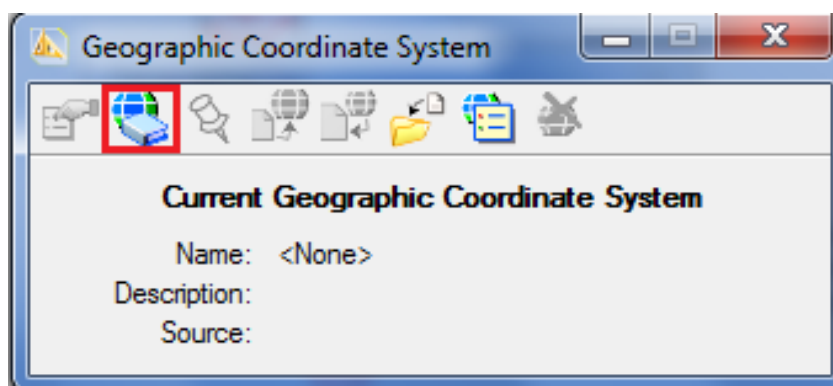 Geographic Coordinate System
Current Geographic Coordinate System
Name: <None>
Description:
Source: